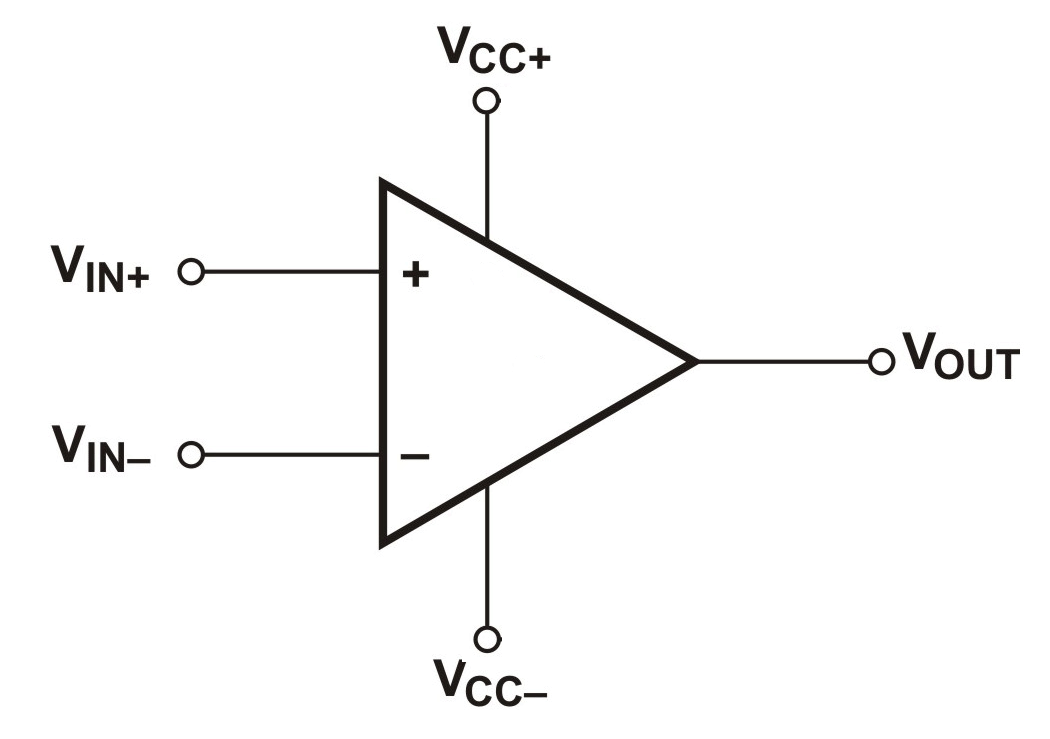 VCC+
VIN+
+
VOUT
VIN–
–
VCC–